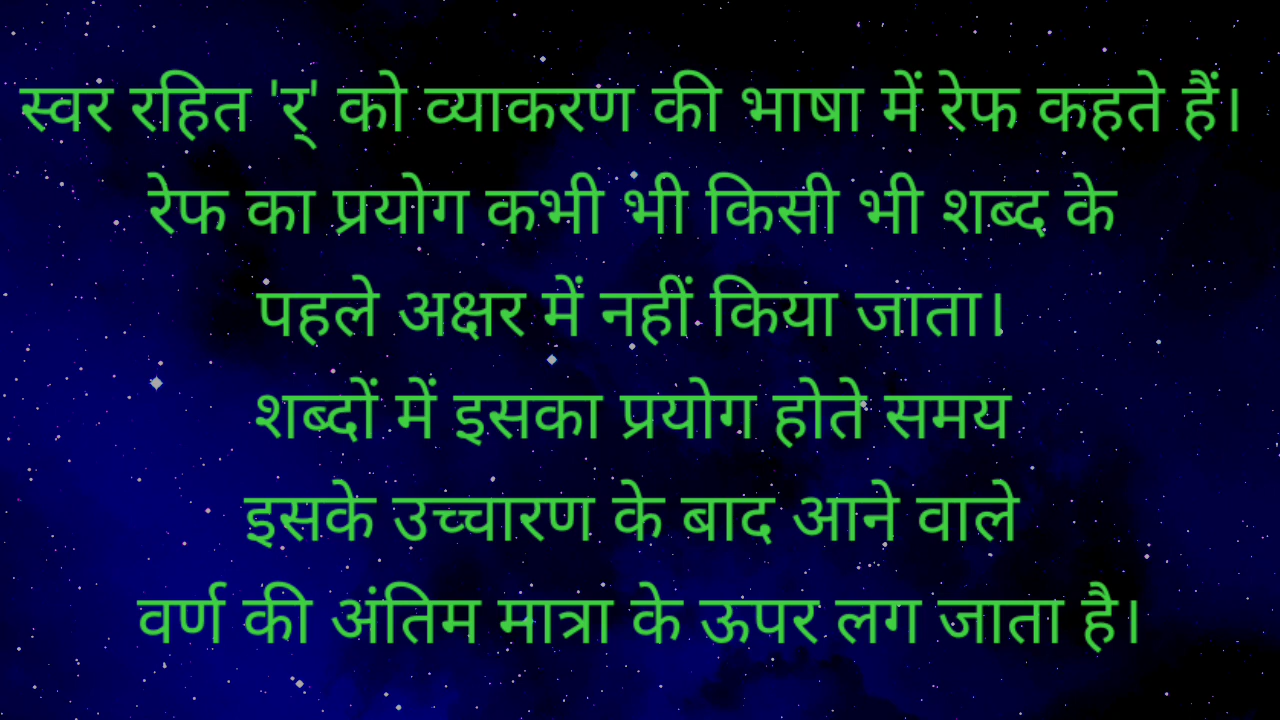 स्वर रहित 'र्' को व्याकरण की भाषा में रेफ कहते हैं।
रेफ का प्रयोग कभी भी किसी भी शब्द के
पहले अक्षर में नहीं किया जाता।
शब्दों में इसका प्रयोग होते समय
इसके उच्चारण के बाद आने वाले
वर्ण की अंतिम मात्रा के ऊपर लग जाता है।